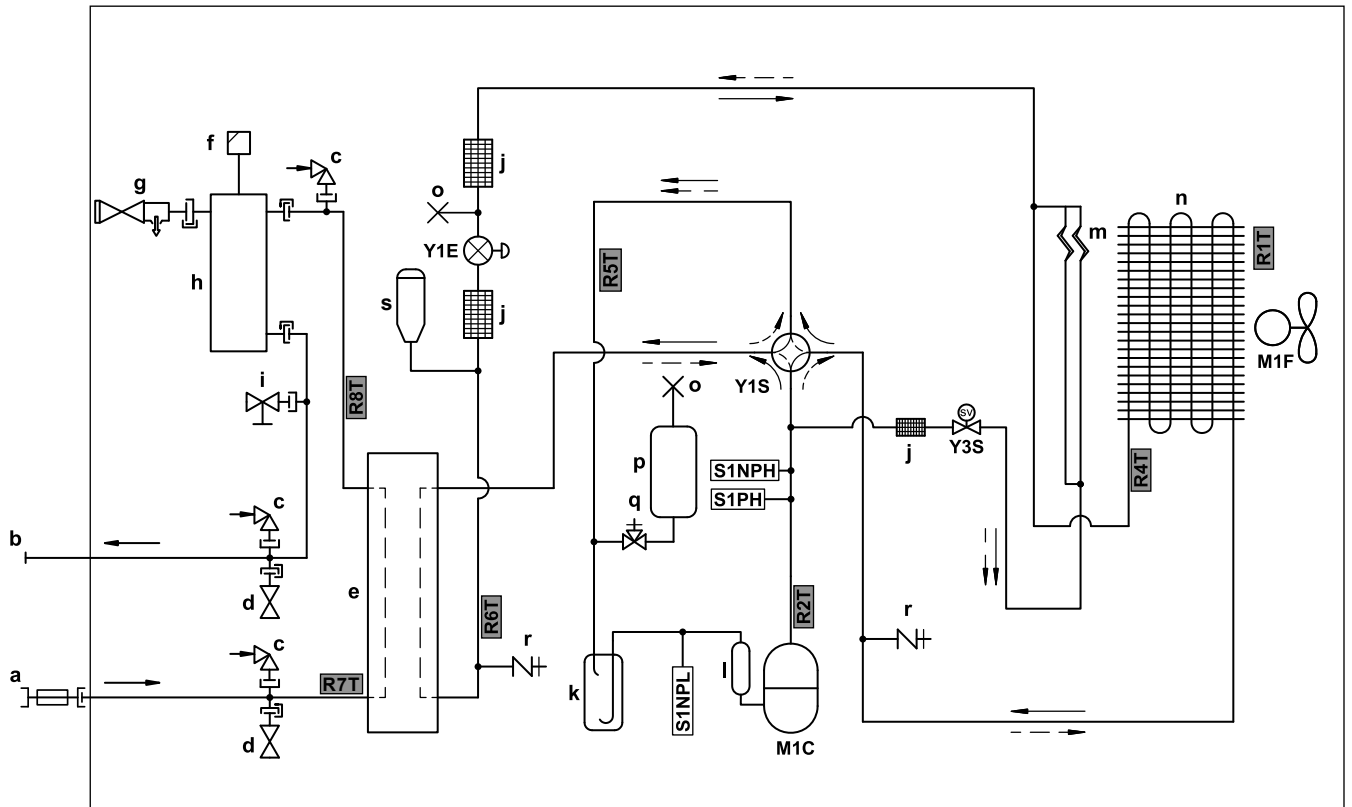 f
c
g
j
n
o
Y1E
m
R1T
R5T
h
s
j
M1F
i
R8T
Y1S
o
SV
p
j
Y3S
R4T
S1NPH
c
q
S1PH
b
e
d
R6T
R2T
r
r
c
a
R7T
k
l
S1NPL
d
M1C